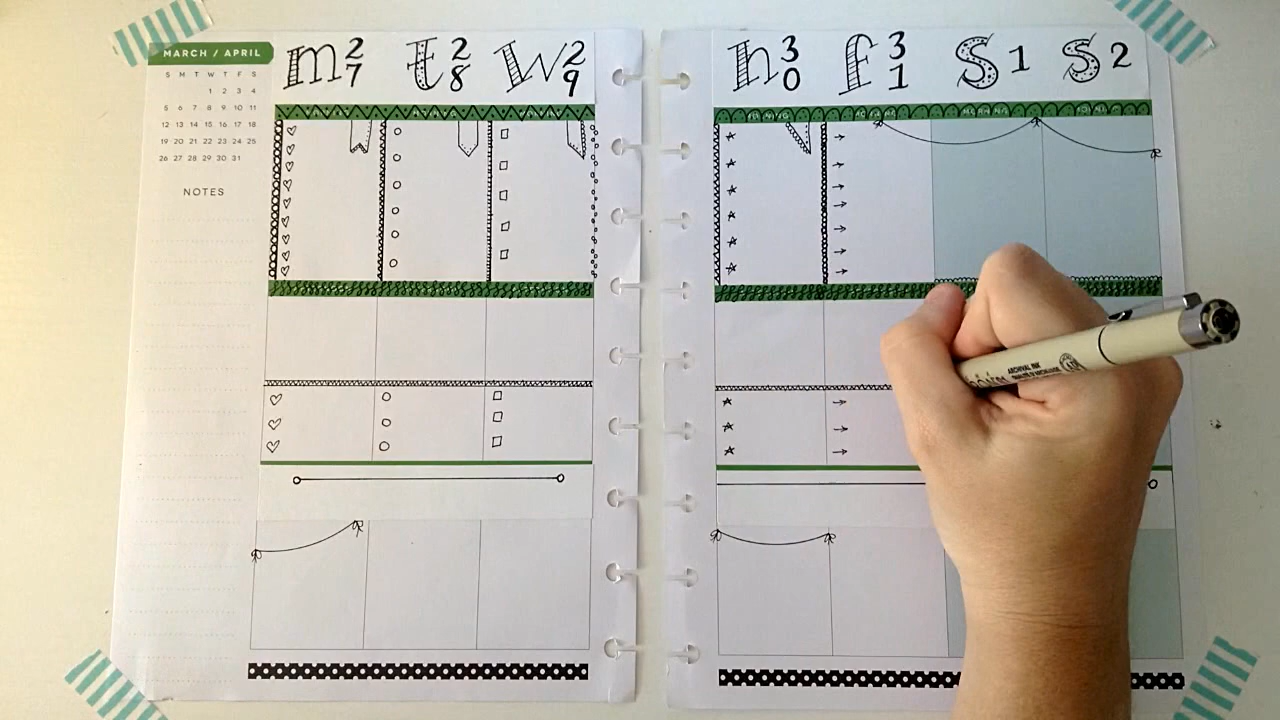 MARCH / APRIL
S M T W T F S
1 2 3 4
5 6 7 8 9 10 11
12 13 14 15 16 17 18
19 20 21 22 23 24 25
26 27 28 29 30 31
NOTES
m 27 t 28 W 29
h 30 f 31 S 1 S 2
ARCHIVAL INK